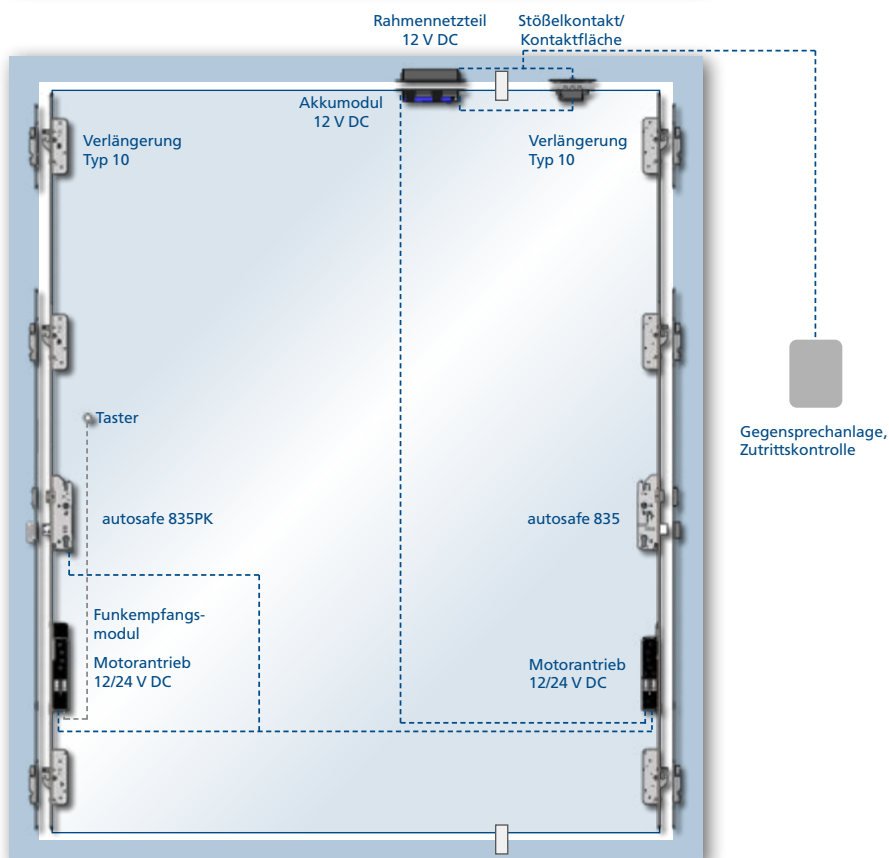 Rahmennetzteil
12 V DC
Stößelkontakt/
Kontaktfläche
Akkumodul
12 V DC
Verlängerung
Typ 10
Verlängerung
Typ 10
Taster
Gegensprechanlage,
Zutrittskontrolle
autosafe 835PK
autosafe 835
Funkempfangs-
modul
Motorantrieb
12/24 V DC
Motorantrieb
12/24 V DC